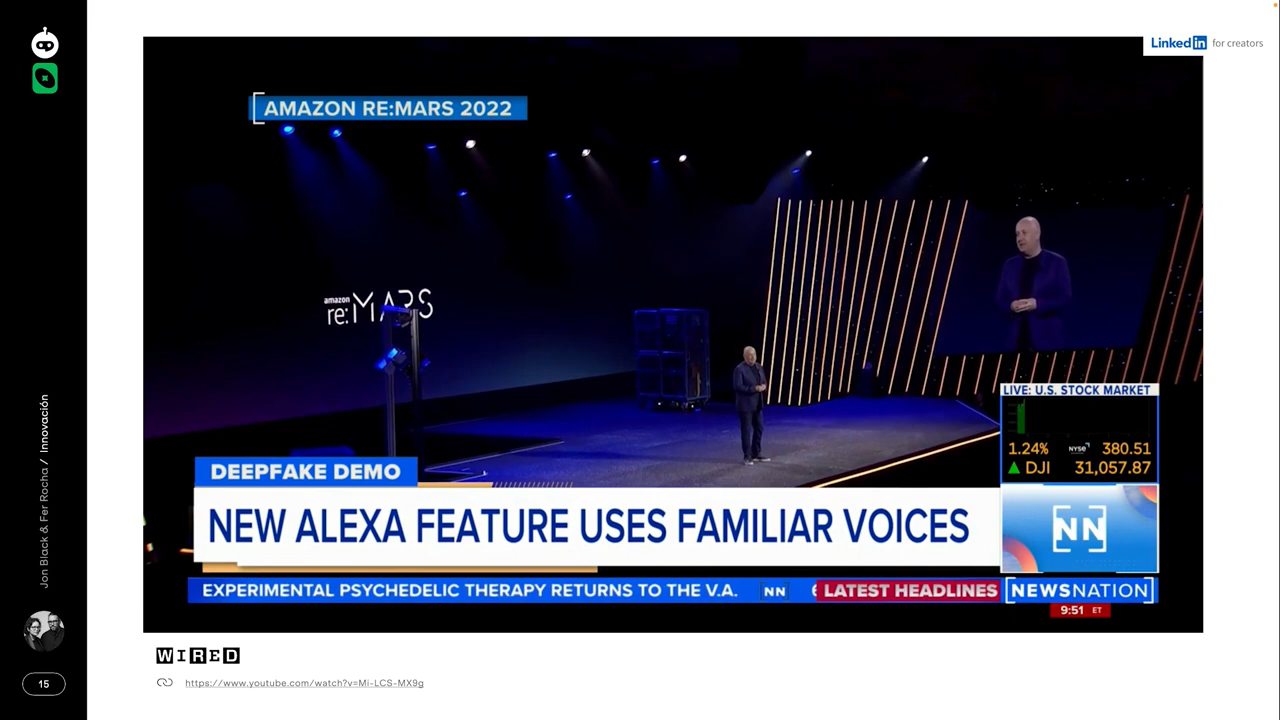 Linked in for creators
AMAZON RE:MARS 2022
amazon
re:MARS
LIVE: U.S. STOCK MARKET
1.24% NYSE 380.51
DJI 31,057.87
DEEPFAKE DEMO
NEW ALEXA FEATURE USES FAMILIAR VOICES
NN
EXPERIMENTAL PSYCHEDELIC THERAPY RETURNS TO THE V.A. NN LATEST HEADLINES NEWSNATION
9:51 ET
Jon Black & Fer Rocha / Innovación
15
WIRED
https://www.youtube.com/watch?v=Mi-LCS-MX9g